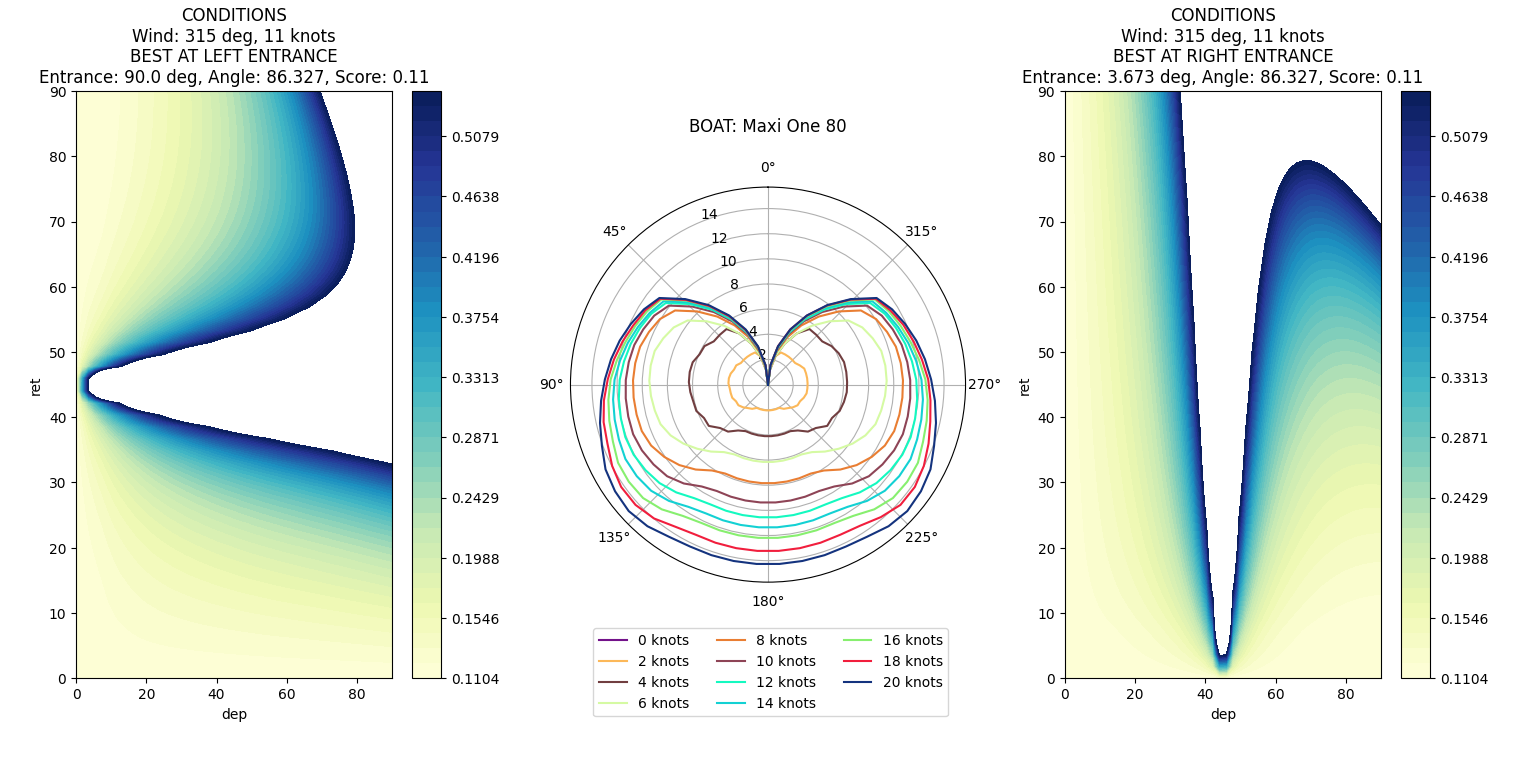 CONDITIONS
Wind: 315 deg, 11 knots
BEST AT LEFT ENTRANCE
Entrance: 90.0 deg, Angle: 86.327, Score: 0.11
90
80
70
60
50
40
30
20
10
0
ret
0 20 40 60 80
dep
0.5079
0.4638
0.4196
0.3754
0.3313
0.2871
0.2429
0.1988
0.1546
0.1104
BOAT: Maxi One 80
0°
45°
315°
90°
270°
135°
225°
180°
14
12
10
8
6
4
2
0 knots
2 knots
4 knots
6 knots
8 knots
10 knots
12 knots
14 knots
16 knots
18 knots
20 knots
CONDITIONS
Wind: 315 deg, 11 knots
BEST AT RIGHT ENTRANCE
Entrance: 3.673 deg, Angle: 86.327, Score: 0.11
90
80
70
60
50
40
30
20
10
0
ret
0 20 40 60 80
dep
0.5079
0.4638
0.4196
0.3754
0.3313
0.2871
0.2429
0.1988
0.1546
0.1104